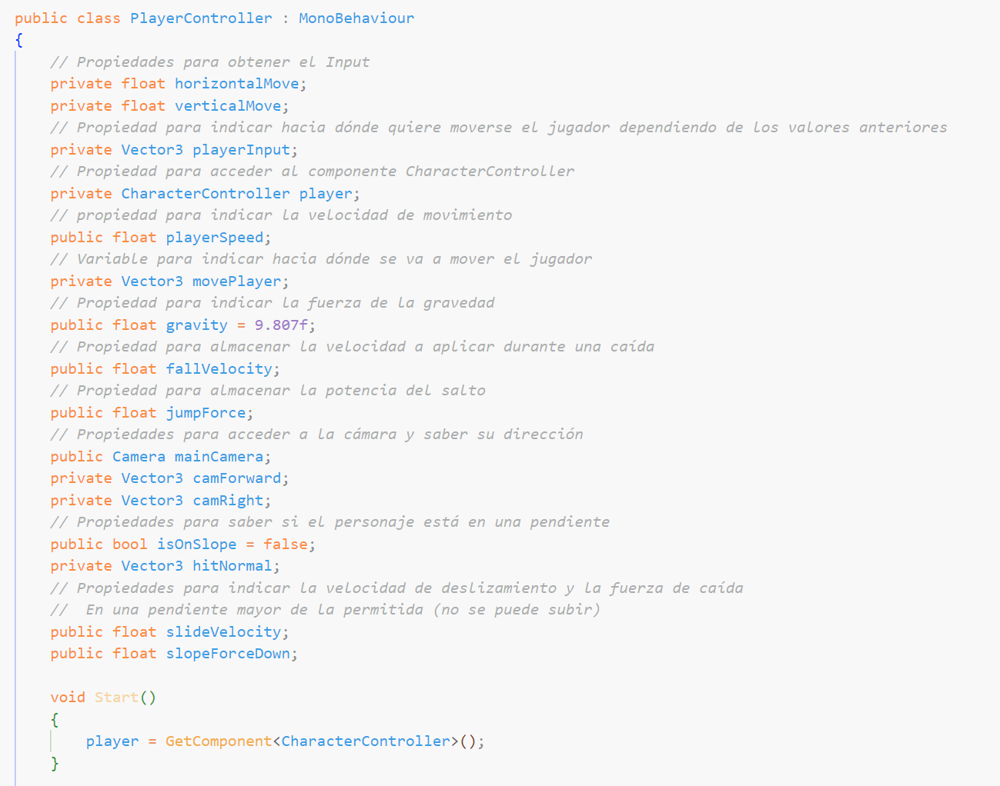 public class PlayerController : MonoBehaviour
{
    // Propiedades para obtener el Input
    private float horizontalMove;
    private float verticalMove;
    // Propiedad para indicar hacia dónde quiere moverse el jugador dependiendo de los valores anteriores
    private Vector3 playerInput;
    // Propiedad para acceder al componente CharacterController
    private CharacterController player;
    // propiedad para indicar la velocidad de movimiento
    public float playerSpeed;
    // Variable para indicar hacia dónde se va a mover el jugador
    private Vector3 movePlayer;
    // Propiedad para indicar la fuerza de la gravedad
    public float gravity = 9.807f;
    // Propiedad para almacenar la velocidad a aplicar durante una caída
    public float fallVelocity;
    // Propiedad para almacenar la potencia del salto
    public float jumpForce;
    // Propiedades para acceder a la cámara y saber su dirección
    public Camera mainCamera;
    private Vector3 camForward;
    private Vector3 camRight;
    // Propiedades para saber si el personaje está en una pendiente
    public bool isOnSlope = false;
    private Vector3 hitNormal;
    // Propiedades para indicar la velocidad de deslizamiento y la fuerza de caída
    //  En una pendiente mayor de la permitida (no se puede subir)
    public float slideVelocity;
    public float slopeForceDown;

    void Start()
    {
        player = GetComponent<CharacterController>();
    }